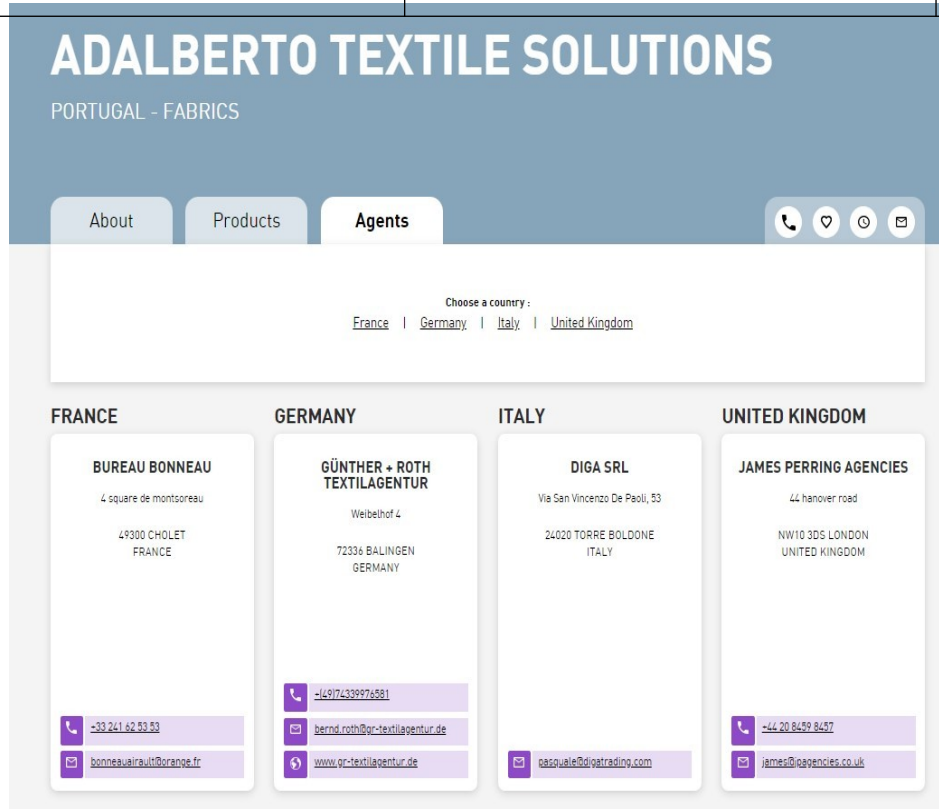 ADALBERTO TEXTILE SOLUTIONS
PORTUGAL - FABRICS
About
Products
Agents
Choose a country :
France | Germany | Italy | United Kingdom
FRANCE
BUREAU BONNEAU
4 square de montsoreau
49300 CHOLET
FRANCE
+33 241 62 53 53
bonneauairault@orange.fr
GERMANY
GÜNTHER + ROTH
TEXTILAGENTUR
Weibelhof 4
72336 BALINGEN
GERMANY
+(49)74339976581
bernd.roth@gr-textilagentur.de
www.gr-textilagentur.de
ITALY
DIGA SRL
Via San Vincenzo De Paoli, 53
24020 TORRE BOLDONE
ITALY
pasquale@digatrading.com
UNITED KINGDOM
JAMES PERRING AGENCIES
44 hanover road
NW10 3DS LONDON
UNITED KINGDOM
+44 20 8459 8457
james@jpagencies.co.uk